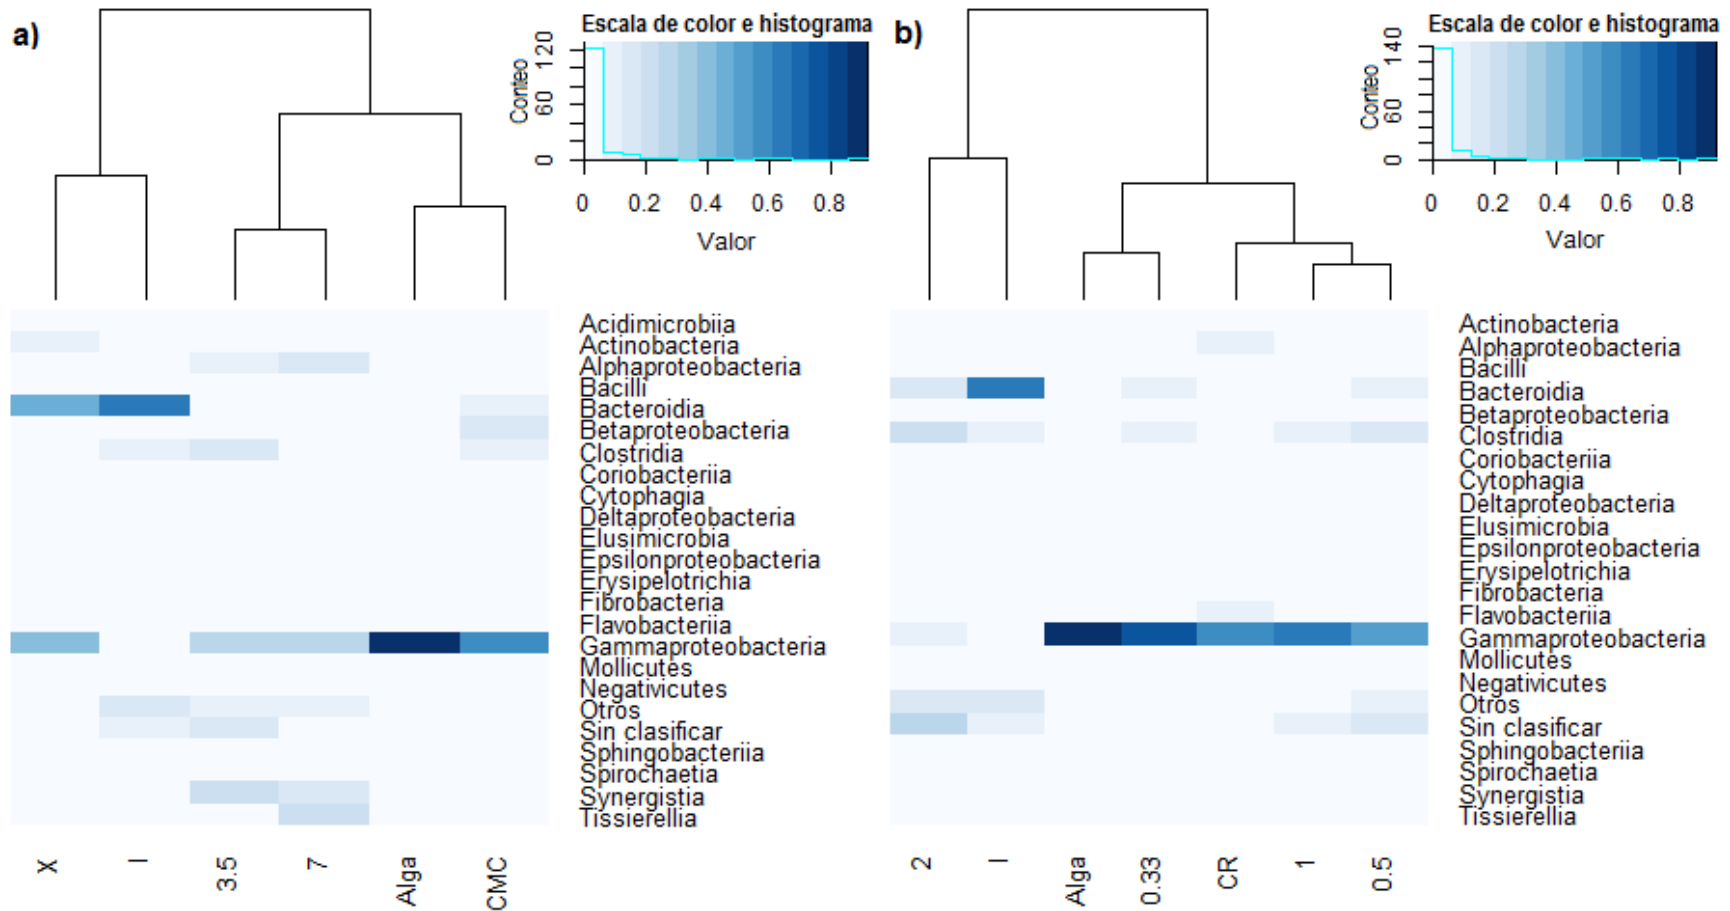 a)
Escala de color e histograma
Conteo
0 60 120
0 0.2 0.4 0.6 0.8
Valor
Acidimicrobiia
Actinobacteria
Alphaproteobacteria
Bacilli
Bacteroidia
Betaproteobacteria
Clostridia
Coriobacteriia
Cytophagia
Deltaproteobacteria
Elusimicrobia
Epsilonproteobacteria
Erysipelotrichia
Fibrobacteria
Flavobacteriia
Gammaproteobacteria
Mollicutes
Negativicutes
Otros
Sin clasificar
Sphingobacteriia
Spirochaetia
Synergistia
Tissierellia
X I 3.5 7 Alga CMC
b)
Escala de color e histograma
Conteo
0 60 140
0 0.2 0.4 0.6 0.8
Valor
Actinobacteria
Alphaproteobacteria
Bacilli
Bacteroidia
Betaproteobacteria
Clostridia
Coriobacteriia
Cytophagia
Deltaproteobacteria
Elusimicrobia
Epsilonproteobacteria
Erysipelotrichia
Fibrobacteria
Flavobacteriia
Gammaproteobacteria
Mollicutes
Negativicutes
Otros
Sin clasificar
Sphingobacteriia
Spirochaetia
Synergistia
Tissierellia
2 I Alga 0.33 CR 1 0.5